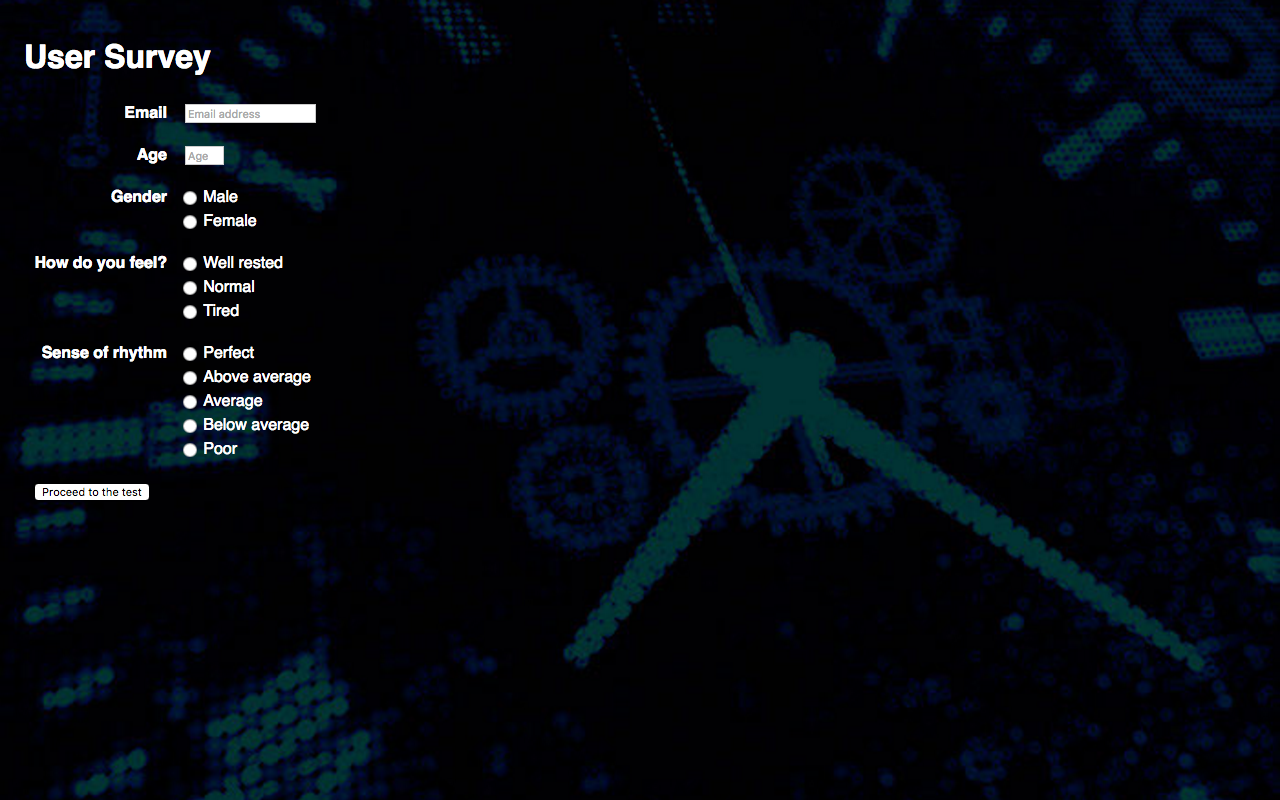 User Survey
Email Email address
Age Age
Gender Male
Female
How do you feel? Well rested
Normal
Tired
Sense of rhythm Perfect
Above average
Average
Below average
Poor
Proceed to the test